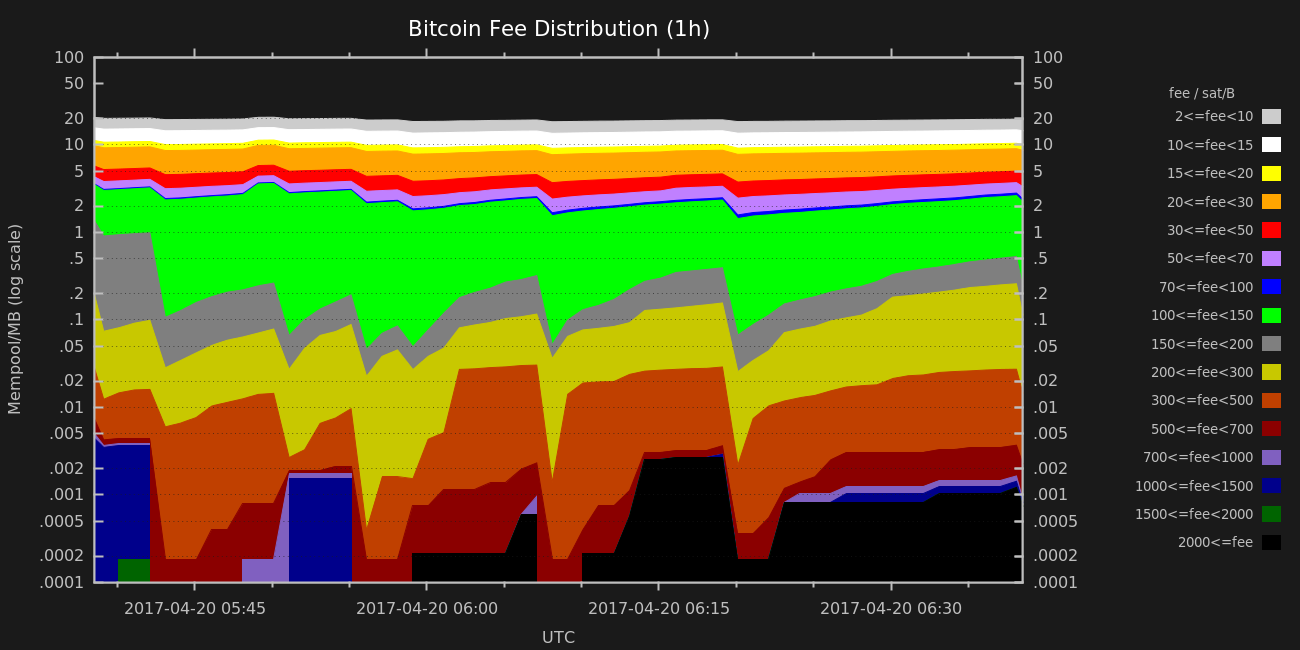 Bitcoin Fee Distribution (1h)
100
50
20
10
5
2
1
.5
.2
.1
.05
.02
.01
.005
.002
.001
.0005
.0002
.0001
Mempool/MB (log scale)
100
50
20
10
5
2
1
.5
.2
.1
.05
.02
.01
.005
.002
.001
.0005
.0002
.0001
2017-04-20 05:45
2017-04-20 06:00
2017-04-20 06:15
2017-04-20 06:30
UTC
fee / sat/B
2<=fee<10
10<=fee<15
15<=fee<20
20<=fee<30
30<=fee<50
50<=fee<70
70<=fee<100
100<=fee<150
150<=fee<200
200<=fee<300
300<=fee<500
500<=fee<700
700<=fee<1000
1000<=fee<1500
1500<=fee<2000
2000<=fee